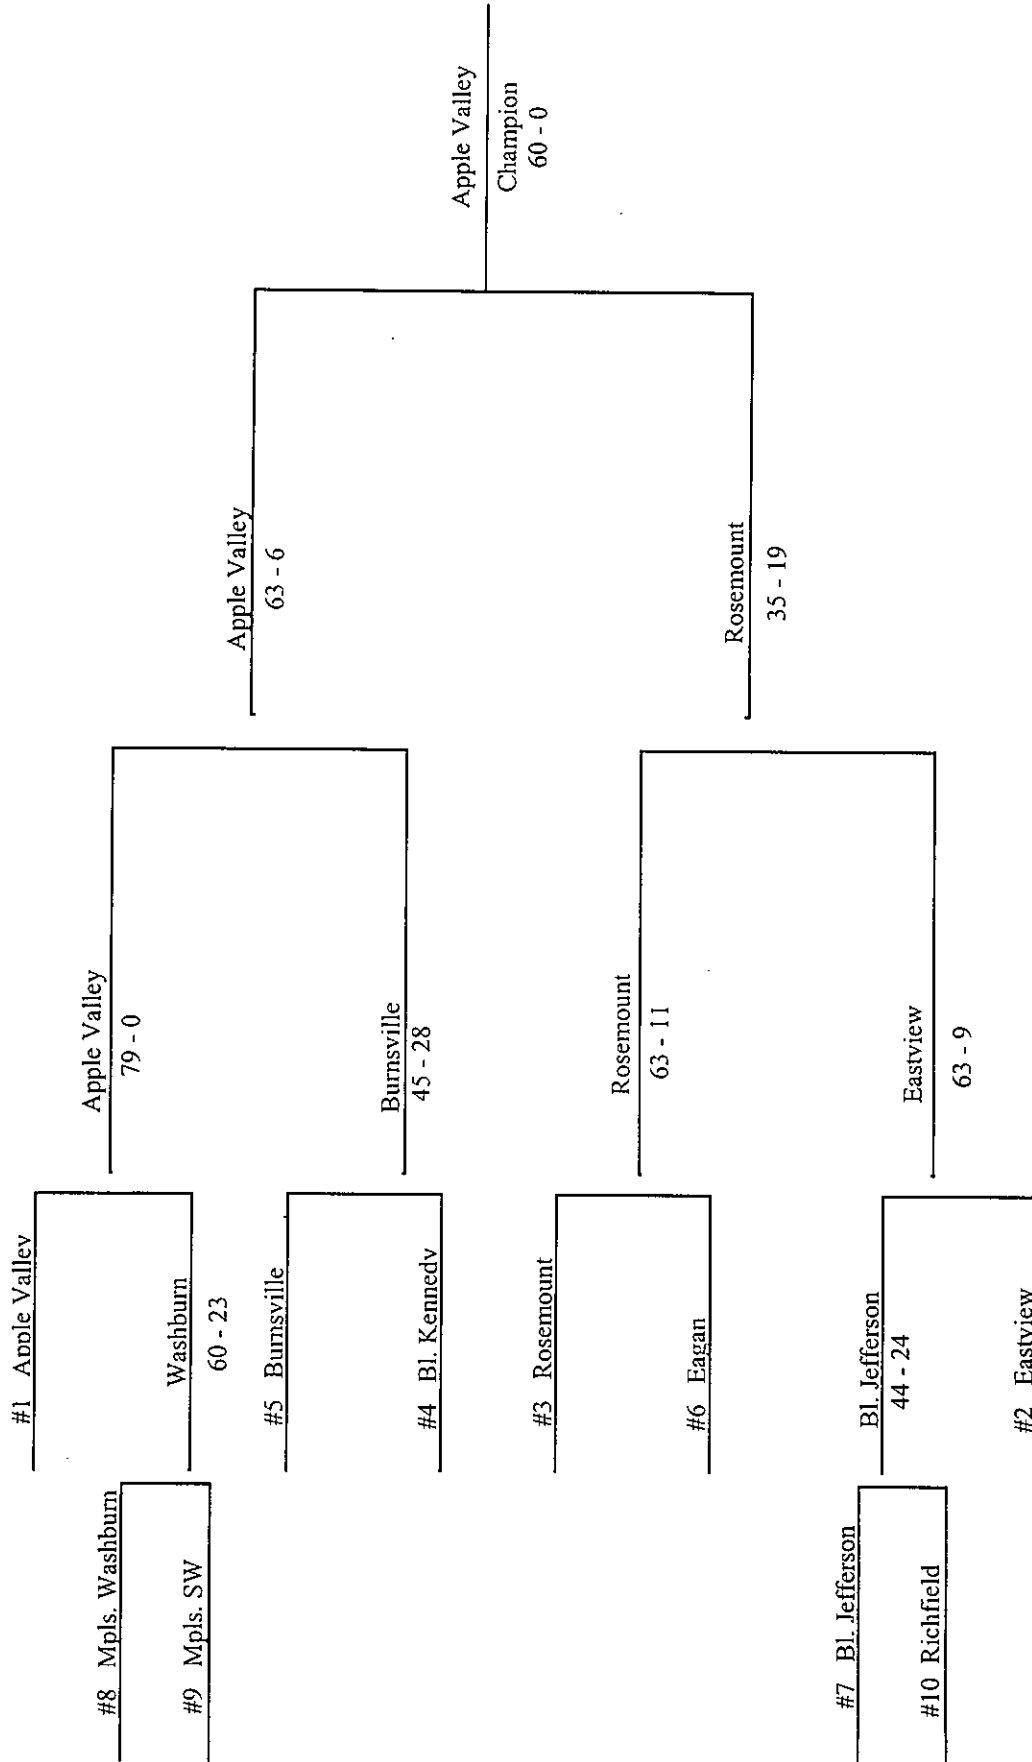 #8 Mpls. Washburn
#9 Mpls. SW
#7 Bl. Jefferson
#10 Richfield
#1 Apple Valley
Washburn
60 - 23
#5 Burnsville
#4 Bl. Kennedy
#3 Rosemount
#6 Eagan
Bl. Jefferson
44 - 24
#2 Eastview
Apple Valley
79 - 0
Burnsville
45 - 28
Rosemount
63 - 11
Eastview
63 - 9
Apple Valley
63 - 6
Rosemount
35 - 19
Apple Valley
Champion
60 - 0